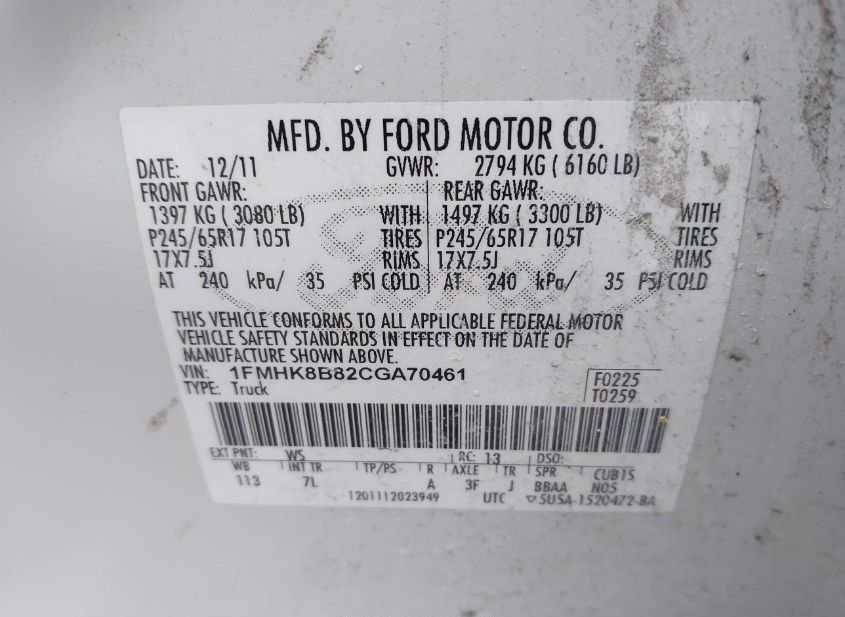 MFD. BY FORD MOTOR CO.
DATE: 12/11 GVWR: 2794 KG ( 6160 LB)
FRONT GAWR: REAR GAWR:
1397 KG ( 3080 LB) WITH 1497 KG ( 3300 LB) WITH
P245/65R17 105T TIRES P245/65R17 105T TIRES
17X7.5J RIMS 17X7.5J RIMS
AT 240 kPa/ 35 PSI COLD AT 240 kPa/ 35 PSI COLD
THIS VEHICLE CONFORMS TO ALL APPLICABLE FEDERAL MOTOR
VEHICLE SAFETY STANDARDS IN EFFECT ON THE DATE OF
MANUFACTURE SHOWN ABOVE.
VIN: 1FMHK8B82CGA70461 F0225
TYPE: Truck T0259
EXT PNT: WS RC: 13 DSO:
WB INT TR TP/PS R AXLE TR SPR CUB1S
113 7L A 3F J BBAA N05
1201112023949 UTC ▽5U5A-1520472-BA